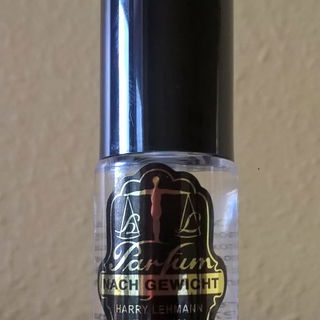 H L
Parfum
NACH GEWICHT
HARRY LEHMANN